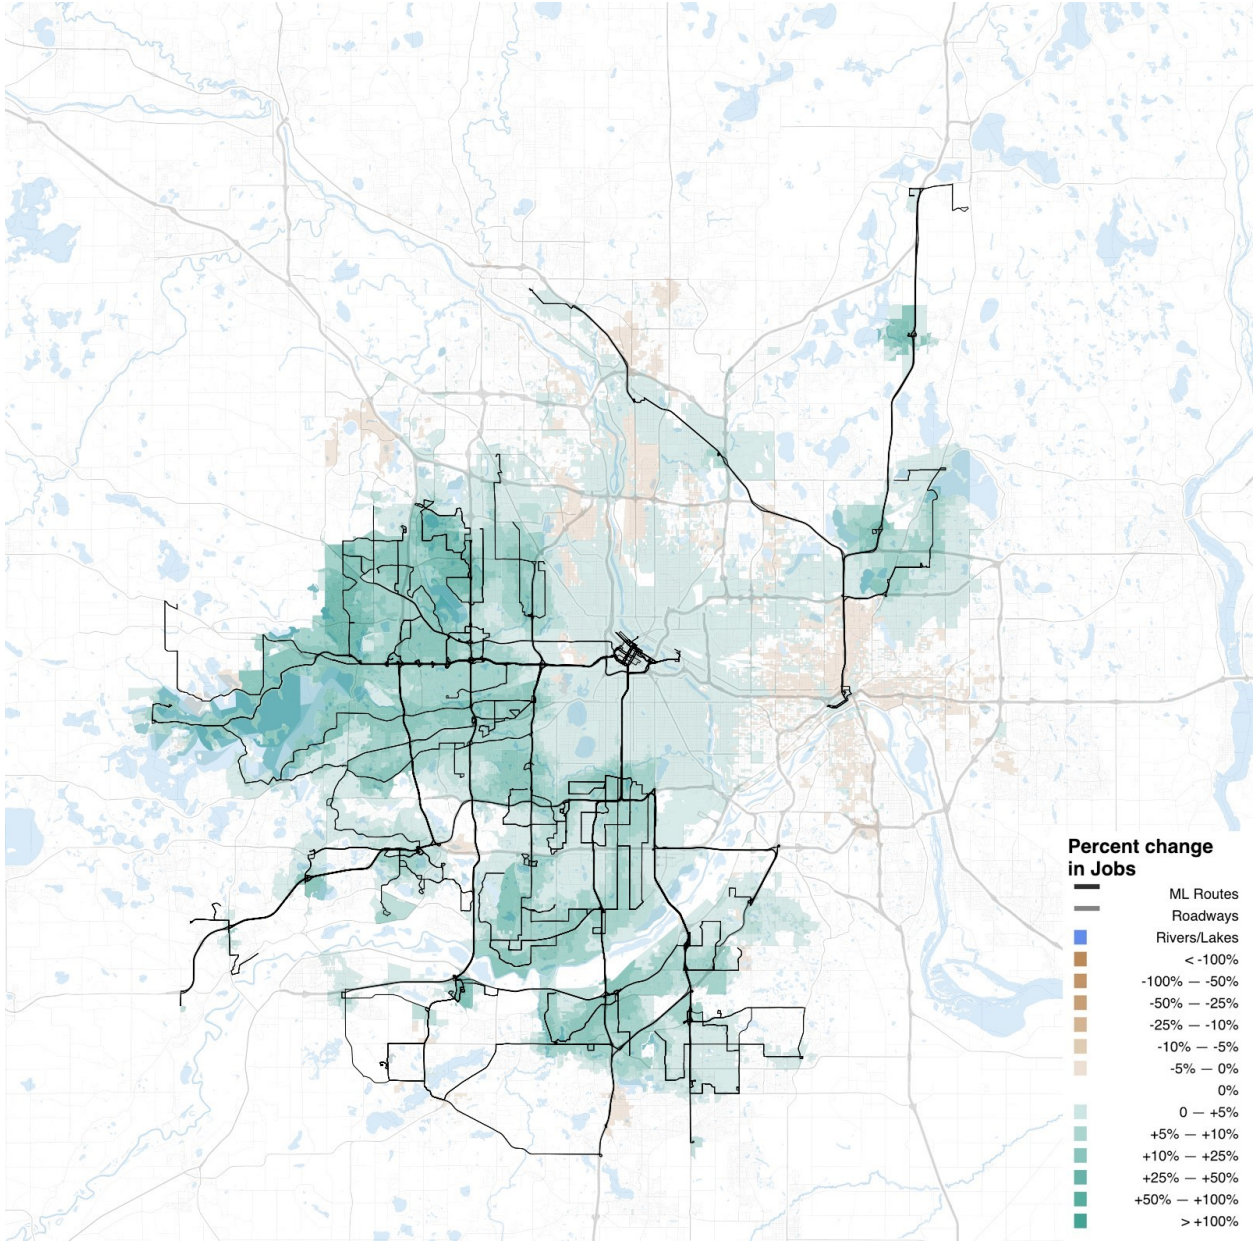 Percent change
in Jobs
ML Routes
Roadways
Rivers/Lakes
< -100%
-100% — -50%
-50% — -25%
-25% — -10%
-10% — -5%
-5% — 0%
0%
0 — +5%
+5% — +10%
+10% — +25%
+25% — +50%
+50% — +100%
> +100%